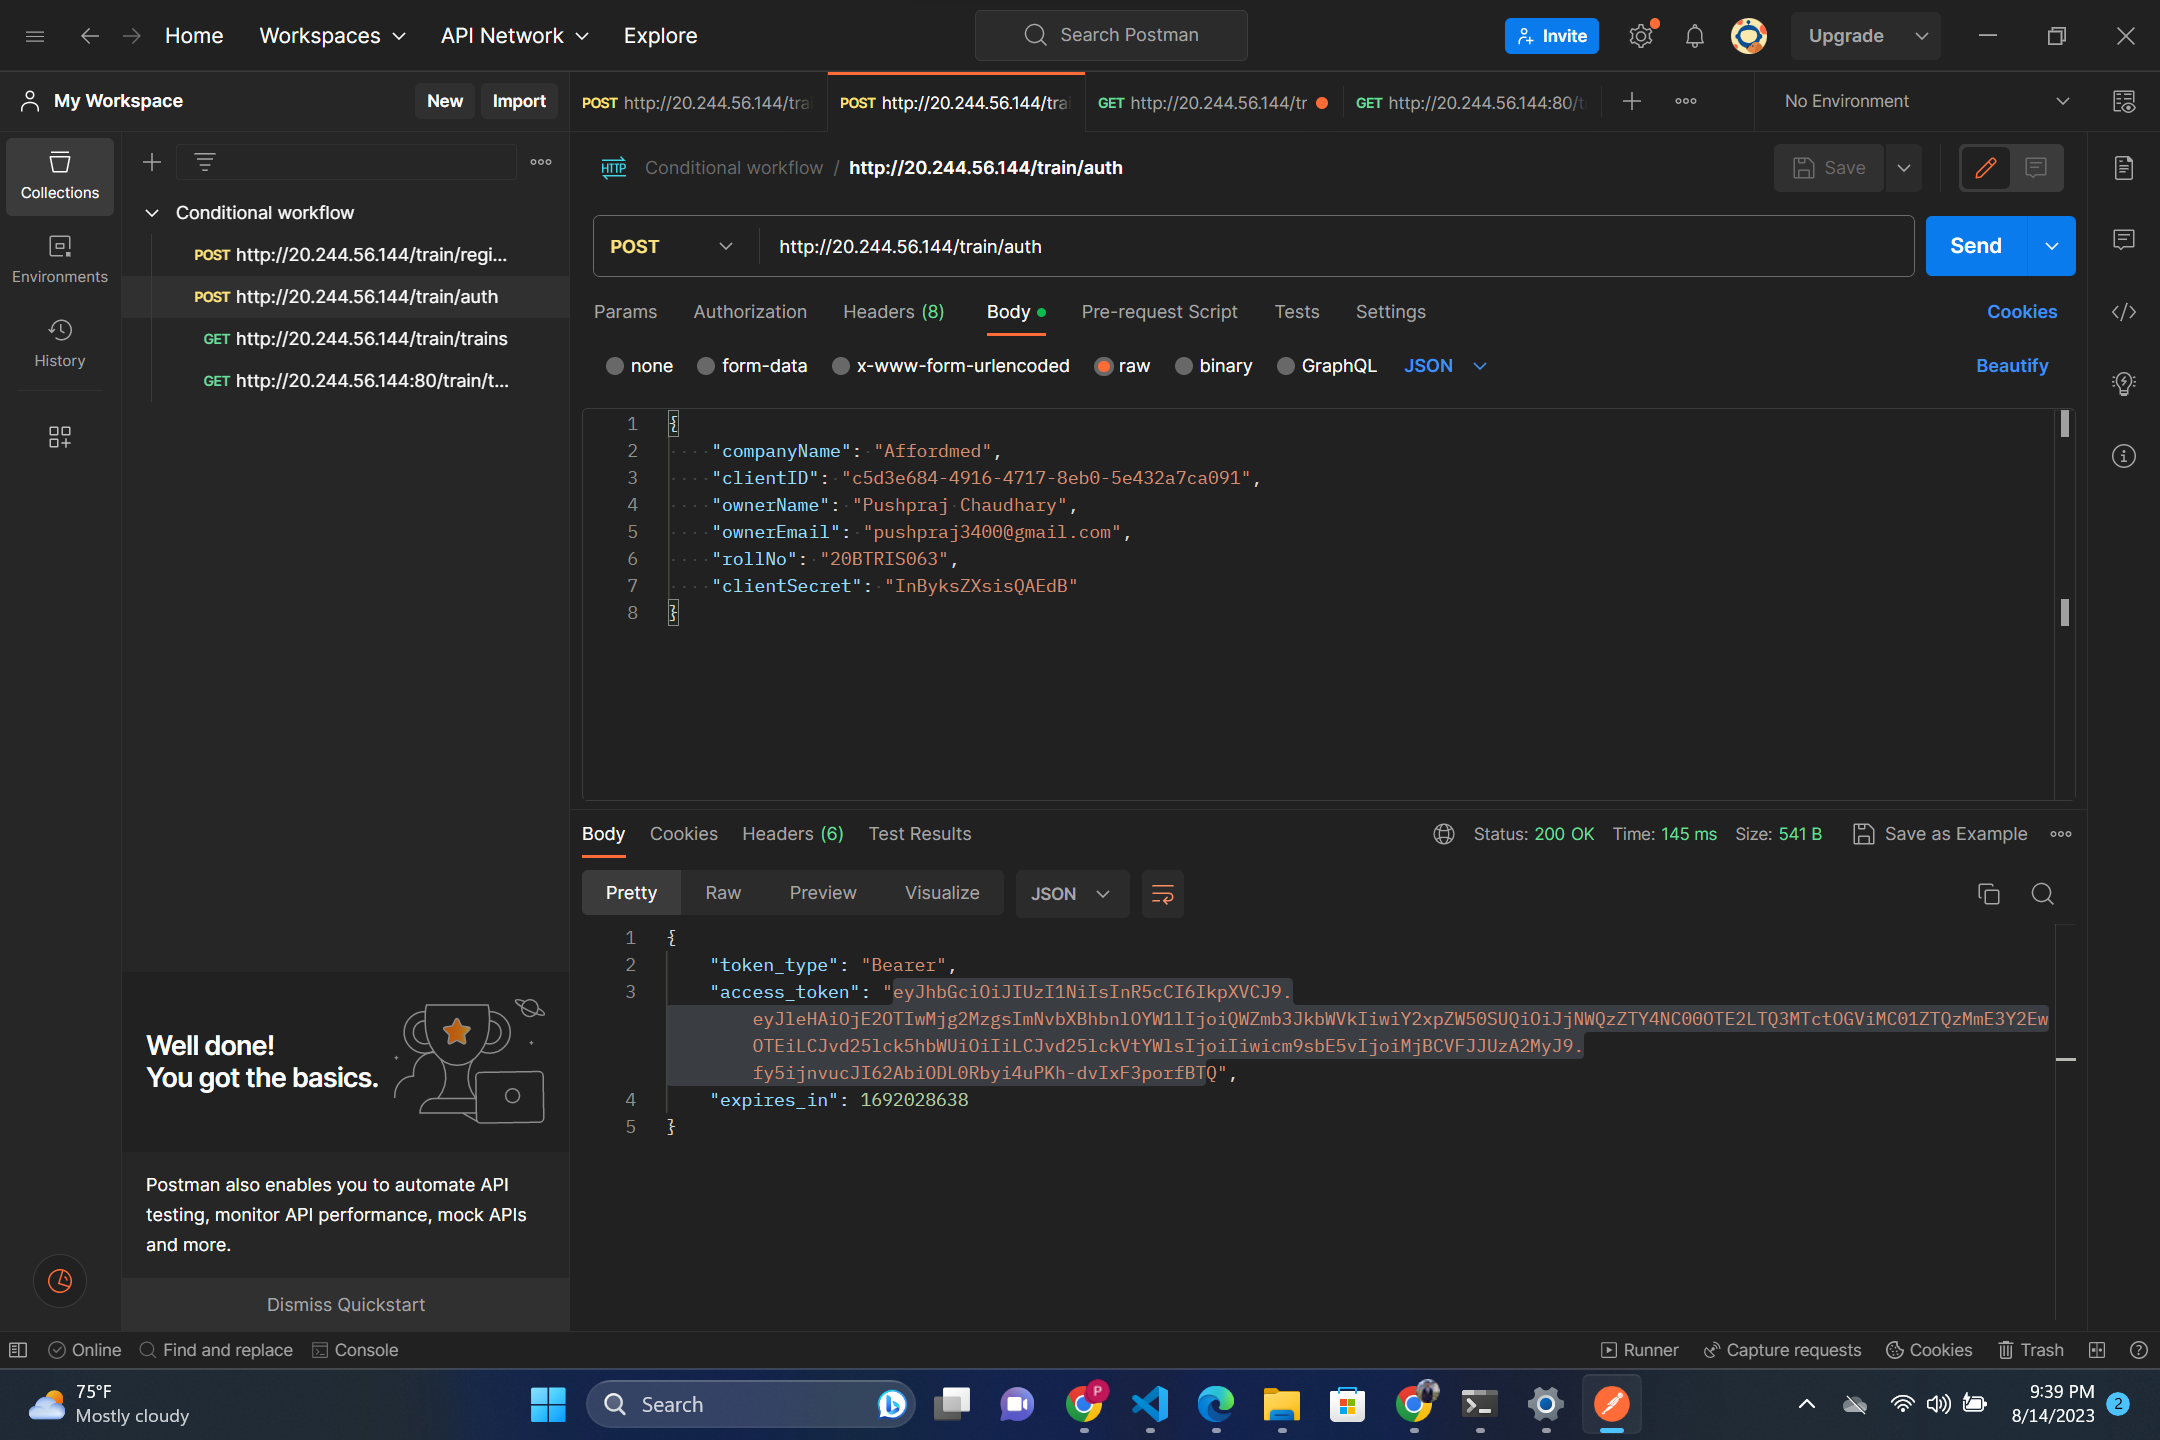 Home
Workspaces
API Network
Explore
Search Postman
Invite
Upgrade
My Workspace
New
Import
POST http://20.244.56.144/tra
POST http://20.244.56.144/trai
GET http://20.244.56.144/tr
GET http://20.244.56.144:80/t
No Environment
Collections
Environments
History
Conditional workflow
POST http://20.244.56.144/train/regi...
POST http://20.244.56.144/train/auth
GET http://20.244.56.144/train/trains
GET http://20.244.56.144:80/train/t...
HTTP
Conditional workflow / http://20.244.56.144/train/auth
Save
POST
http://20.244.56.144/train/auth
Send
Params
Authorization
Headers (8)
Body
Pre-request Script
Tests
Settings
Cookies
none
form-data
x-www-form-urlencoded
raw
binary
GraphQL
JSON
Beautify
1 {
2 "companyName": "Affordmed",
3 "clientID": "c5d3e684-4916-4717-8eb0-5e432a7ca091",
4 "ownerName": "Pushpraj Chaudhary",
5 "ownerEmail": "pushpraj3400@gmail.com",
6 "rollNo": "20BTRIS063",
7 "clientSecret": "InByksZXsisQAEdB"
8 }
Body
Cookies
Headers (6)
Test Results
Status: 200 OK
Time: 145 ms
Size: 541 B
Save as Example
Pretty
Raw
Preview
Visualize
JSON
1 {
2 "token_type": "Bearer",
3 "access_token": "eyJhbGciOiJIUzI1NiIsInR5cCI6IkpXVCJ9.
eyJleHAiOjE2OTIwMjg2MzgsImNvbXBhbnlOYW1lIjoiQWZmb3JkbWVkIiwiY2xpZW50SUQiOiJjNWQzZTY4NC00OTE2LTQ3MTctOGViMC01ZTQzMmE3Y2Ew
OTEiLCJvd25lck5hbWUiOiIiLCJvd25lckVtYWlsIjoiIiwicm9sbE5vIjoiMjBCVFJJUzA2MyJ9.
fy5ijnvucJI62AbiODL0Rbyi4uPKh-dvIxF3porfBTQ",
4 "expires_in": 1692028638
5 }
Well done!
You got the basics.
Postman also enables you to automate API
testing, monitor API performance, mock APIs
and more.
Dismiss Quickstart
Online
Find and replace
Console
Runner
Capture requests
Cookies
Trash
75°F
Mostly cloudy
Search
P
9:39 PM
8/14/2023
2